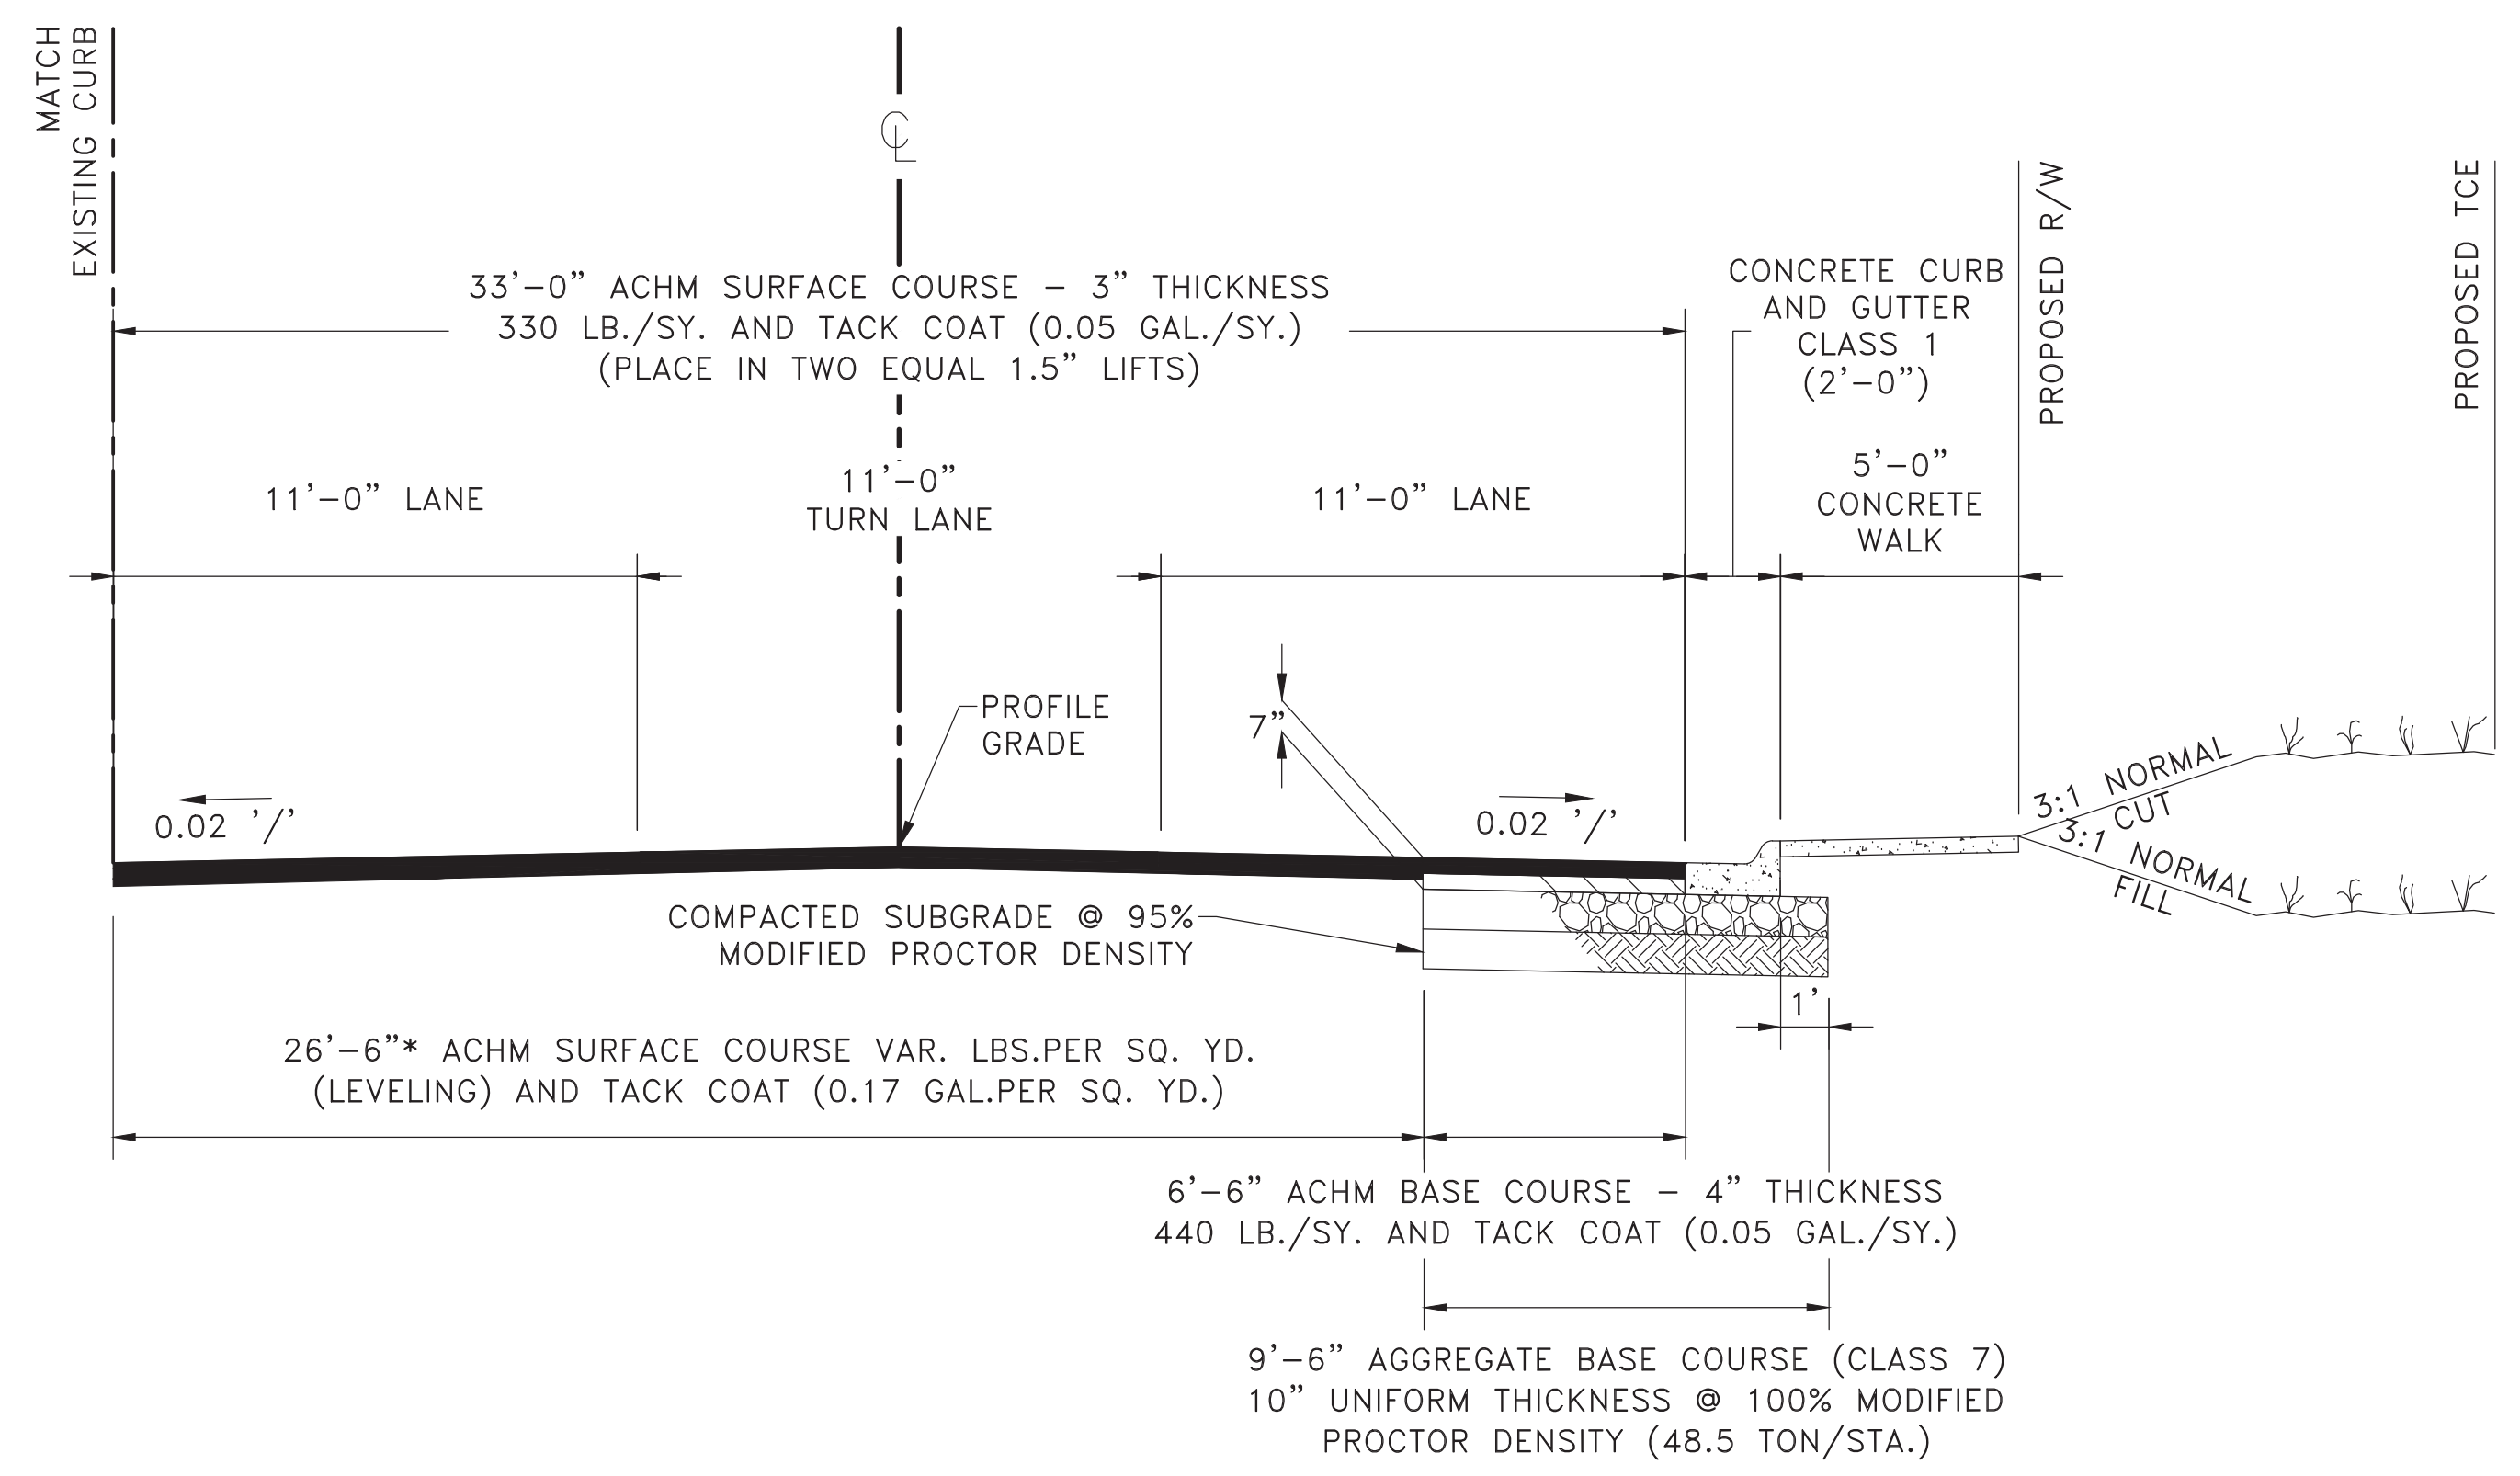 MATCH
EXISTING CURB
℄
PROPOSED R/W
PROPOSED TCE
33'-0" ACHM SURFACE COURSE - 3" THICKNESS
330 LB./SY. AND TACK COAT (0.05 GAL./SY.)
(PLACE IN TWO EQUAL 1.5" LIFTS)
CONCRETE CURB
AND GUTTER
CLASS 1
(2'-0")
11'-0" LANE
11'-0"
TURN LANE
11'-0" LANE
5'-0"
CONCRETE
WALK
PROFILE
GRADE
7"
0.02 '/'
0.02 '/'
3:1 NORMAL
CUT
3:1 NORMAL
FILL
COMPACTED SUBGRADE @ 95%
MODIFIED PROCTOR DENSITY
1'
26'-6"* ACHM SURFACE COURSE VAR. LBS.PER SQ. YD.
(LEVELING) AND TACK COAT (0.17 GAL.PER SQ. YD.)
6'-6" ACHM BASE COURSE - 4" THICKNESS
440 LB./SY. AND TACK COAT (0.05 GAL./SY.)
9'-6" AGGREGATE BASE COURSE (CLASS 7)
10" UNIFORM THICKNESS @ 100% MODIFIED
PROCTOR DENSITY (48.5 TON/STA.)